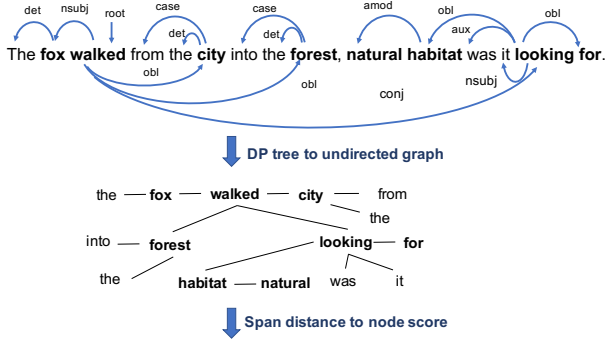 det nsubj root case det case det amod obl aux obl
The fox walked from the city into the forest, natural habitat was it looking for.
obl obl conj nsubj
DP tree to undirected graph
the fox walked city from
the
into forest looking for
the habitat natural was it
Span distance to node score